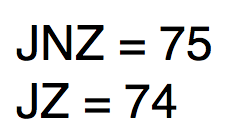 JNZ = 75
JZ = 74